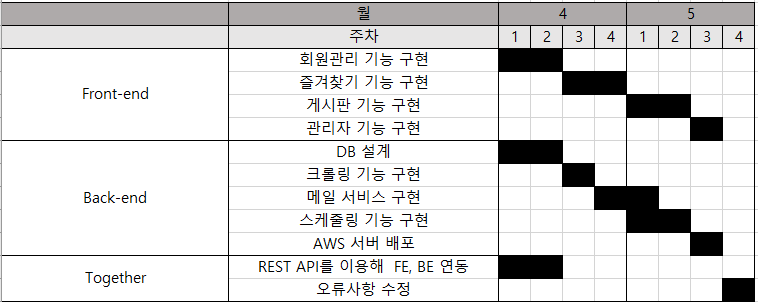 월 4 5
주차 1 2 3 4 1 2 3 4
Front-end
회원관리 기능 구현
즐겨찾기 기능 구현
게시판 기능 구현
관리자 기능 구현
Back-end
DB 설계
크롤링 기능 구현
메일 서비스 구현
스케줄링 기능 구현
AWS 서버 배포
Together
REST API를 이용해 FE, BE 연동
오류사항 수정